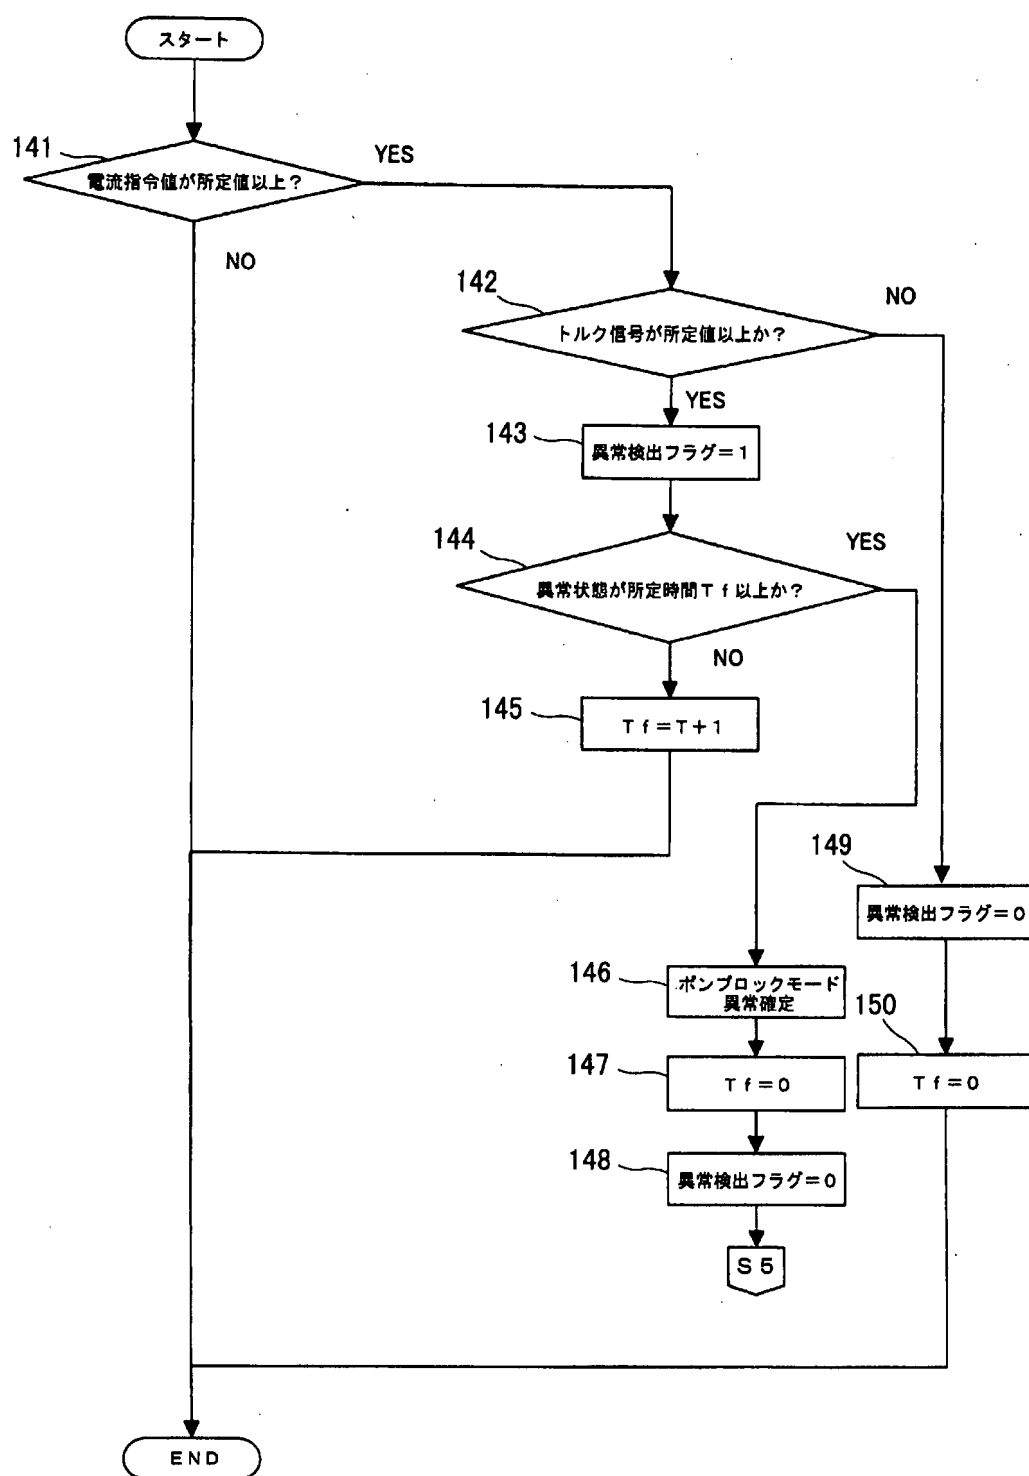 スタート
141
電流指令値が所定値以上?
YES
NO
142
トルク信号が所定値以上か?
NO
YES
143
異常検出フラグ=1
144
異常状態が所定時間Tf以上か?
YES
NO
145
Tf=T+1
149
異常検出フラグ=0
146
ポンプロックモード
異常確定
150
Tf=0
147
Tf=0
148
異常検出フラグ=0
S5
END